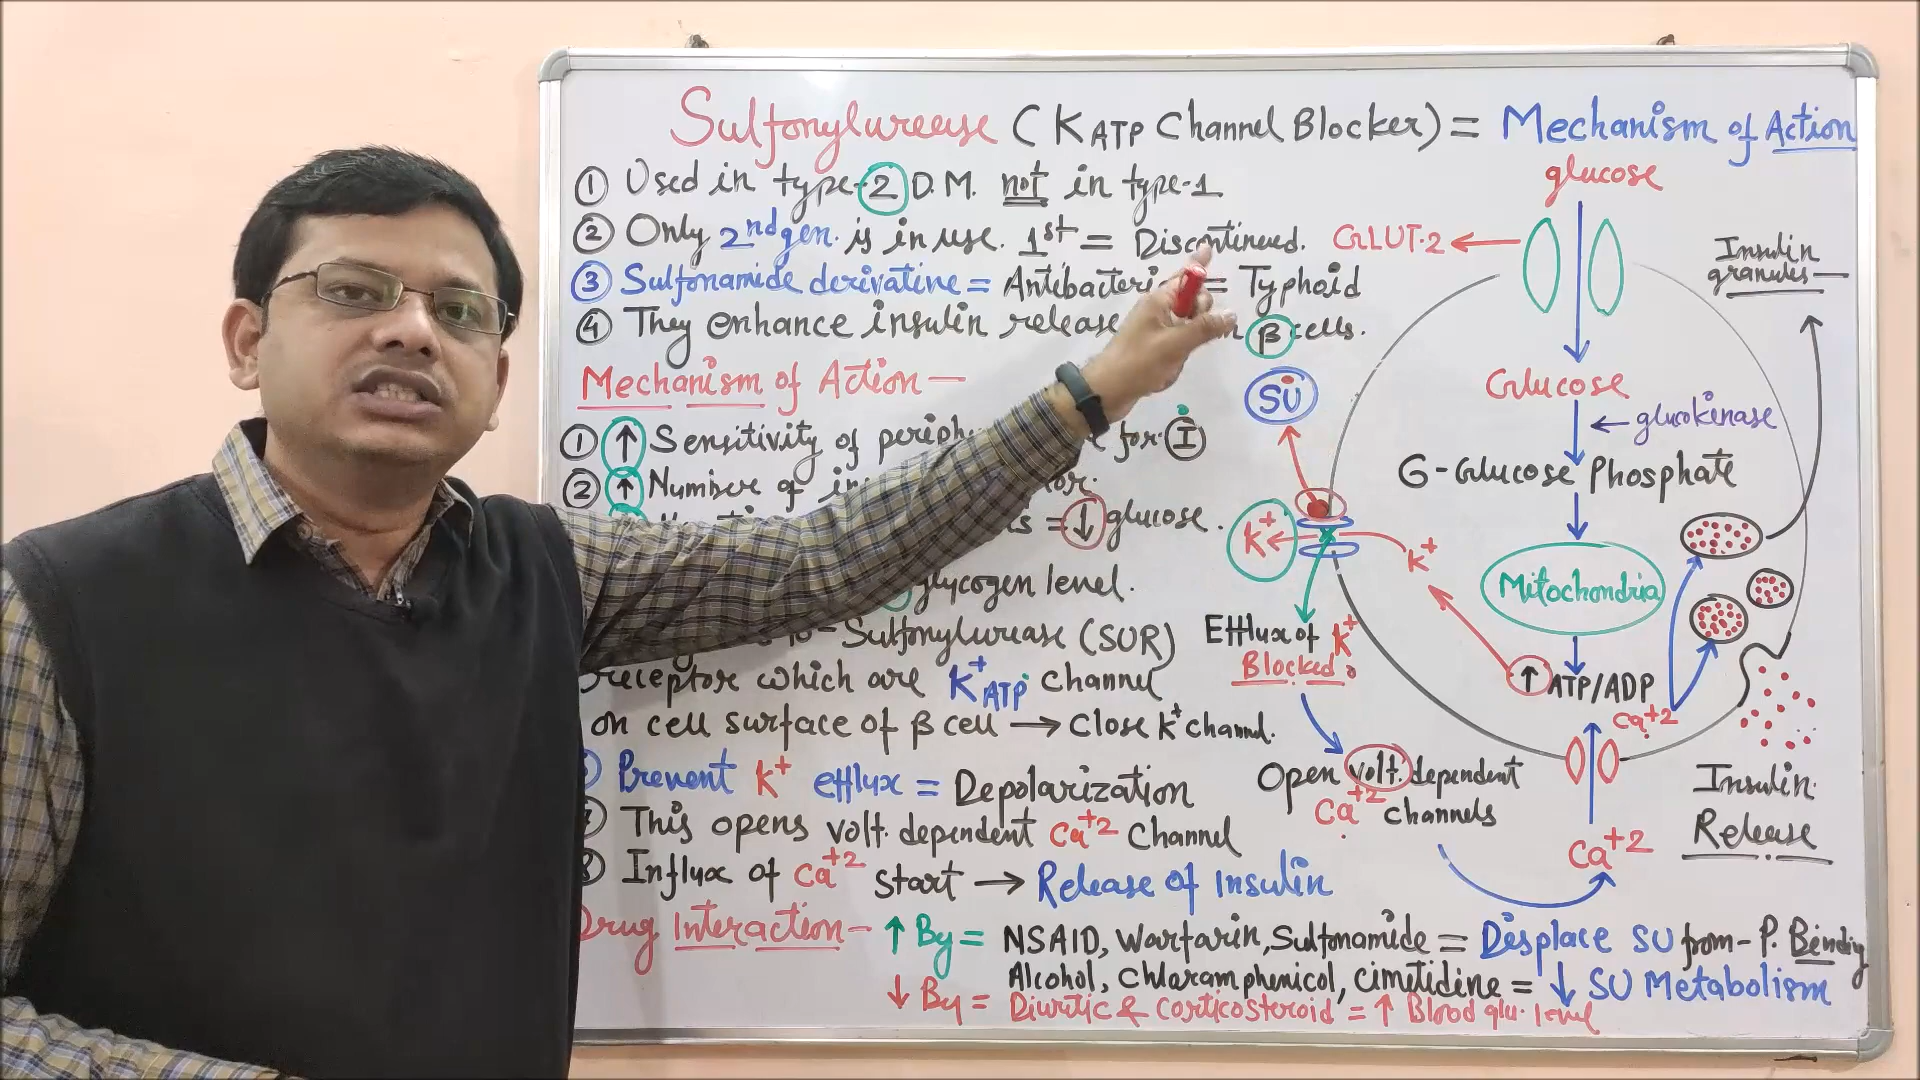 Sulfonylurease (KATP Channel Blocker) = Mechanism of Action
① Used in type-2 D.M. not in type-1
② Only 2nd gen. is in use. 1st = Discontinued.
③ Sulfonamide derivative = Antibacteri = Typhoid
④ They enhance insulin release β cells.
Mechanism of Action —
① ↑ Sensitivity of periph for I
② ↑ Number of in
= ↓ glucose.
glycogen level.
- Sulfonylurease (SUR)
receptor which are K+ATP channel
on cell surface of β cell → Close K+ channel.
Prevent K+ efflux = Depolarization
This opens volt. dependent Ca+2 Channel
Influx of Ca+2 start → Release of Insulin
Drug Interaction —
↑ By = NSAID, Warfarin, Sulfonamide = Displace SU from - P. Binding
Alcohol, Chloramphenicol, Cimetidine = ↓ SU Metabolism
↓ By = Diuretic & Corticosteroid = ↑ Blood glu. level
glucose
GLUT-2
Insulin
granules —
Glucose
← glucokinase
6-Glucose Phosphate
Mitochondria
↑ ATP/ADP
Ca+2
SU
K+
K+
Efflux of K+
Blocked.
Open volt. dependent
Ca+2 channels
Ca+2
Insulin
Release